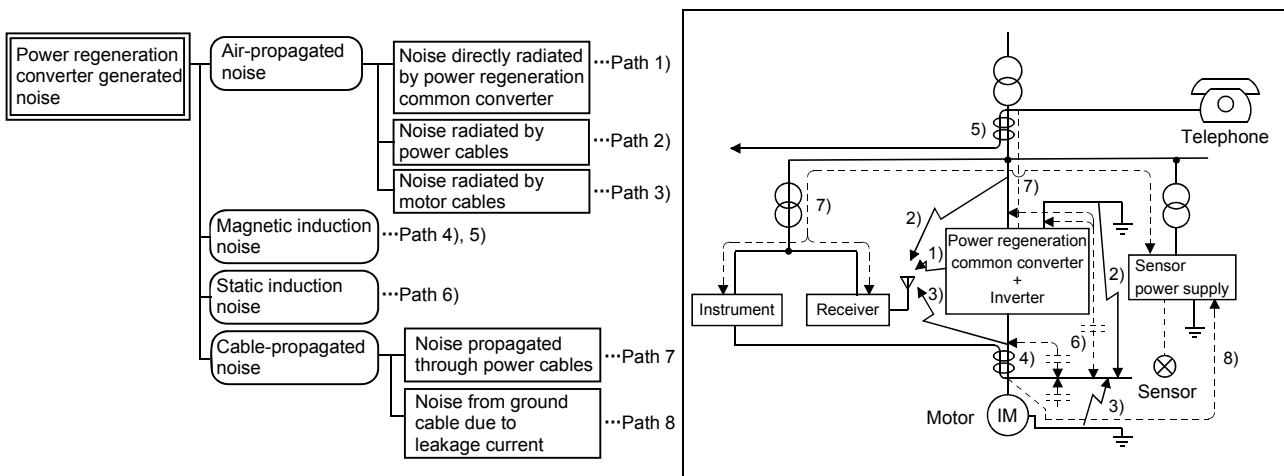 Power regeneration
converter generated
noise
Air-propagated
noise
Noise directly radiated
by power regeneration
common converter
···Path 1)
Noise radiated by
power cables
···Path 2)
Noise radiated by
motor cables
···Path 3)
Magnetic induction
noise
···Path 4), 5)
Static induction
noise
···Path 6)
Cable-propagated
noise
Noise propagated
through power cables
···Path 7
Noise from ground
cable due to
leakage current
···Path 8
5)
Telephone
7)
7)
2)
1)
Power regeneration
common converter
+
Inverter
2)
Sensor
power supply
Instrument
Receiver
3)
6)
4)
8)
Sensor
3)
Motor
IM